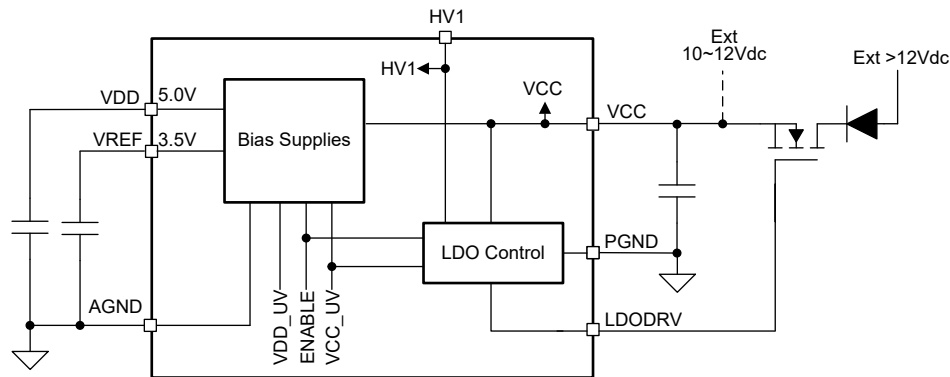 HV1
Ext
10~12Vdc
Ext >12Vdc
HV1
VCC
VDD
5.0V
VCC
VREF
3.5V
Bias Supplies
LDO Control
PGND
AGND
VDD_UV
ENABLE
VCC_UV
LDODRV